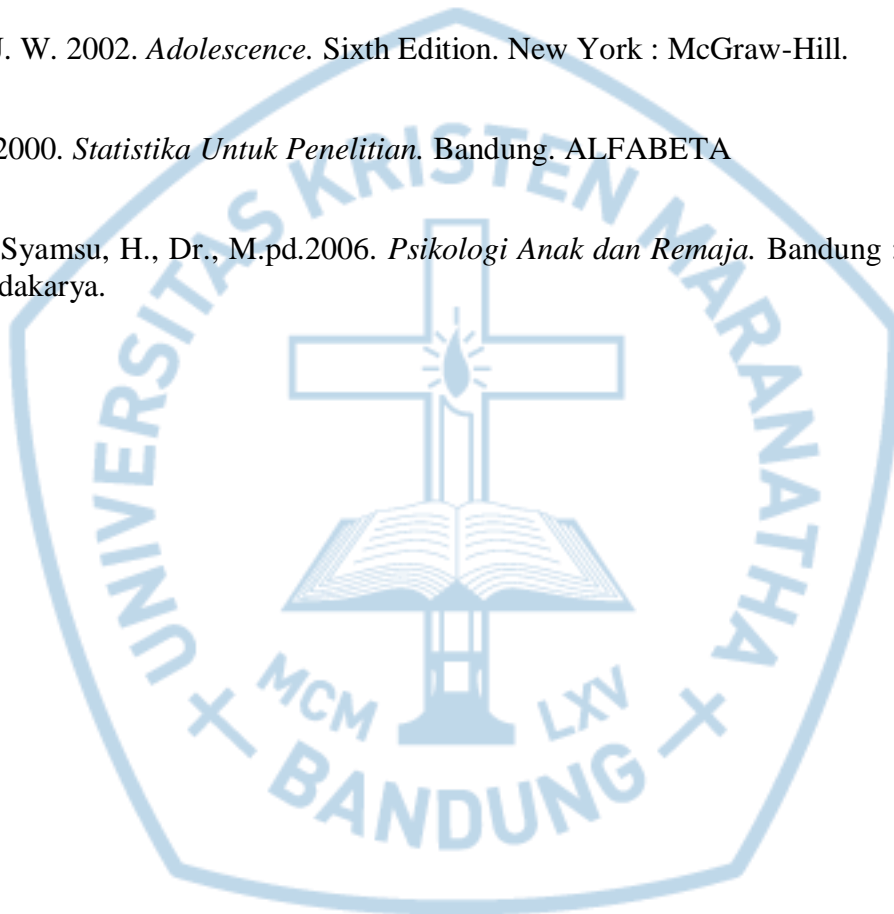 J. W. 2002. Adolescence. Sixth Edition. New York : McGraw-Hill.
2000. Statistika Untuk Penelitian. Bandung. ALFABETA
Syamsu, H., Dr., M.pd.2006. Psikologi Anak dan Remaja. Bandung :
dakarya.
UNIVERSITAS KRISTEN MARANATHA
MCM LXV
BANDUNG